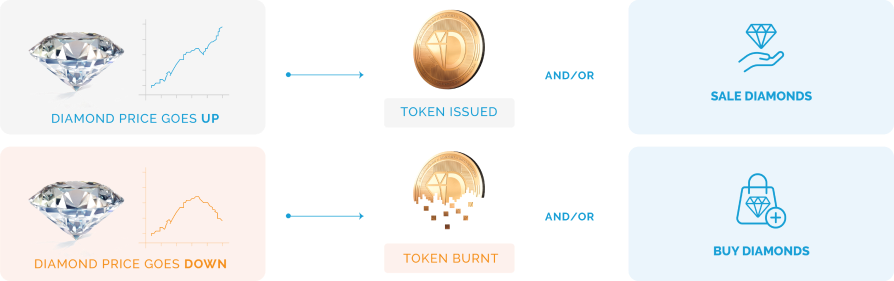 DIAMOND PRICE GOES UP
TOKEN ISSUED
AND/OR
SALE DIAMONDS
DIAMOND PRICE GOES DOWN
TOKEN BURNT
AND/OR
BUY DIAMONDS